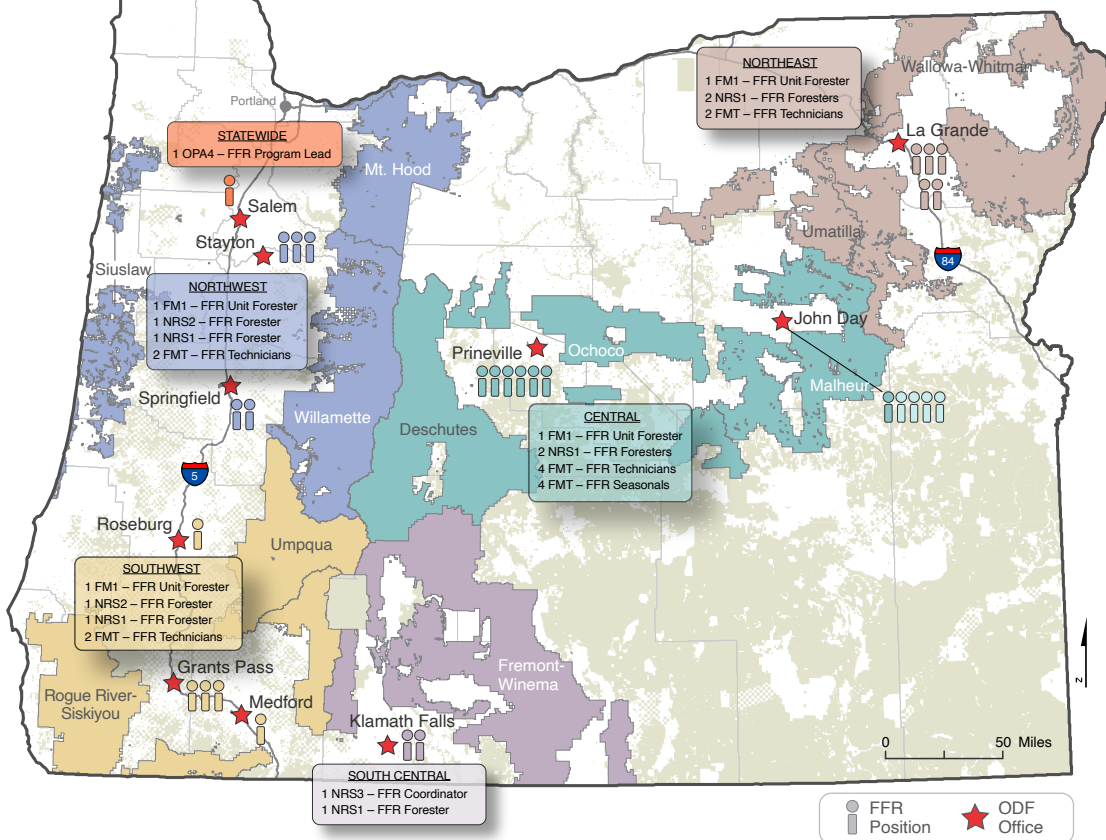 NORTHEAST
1 FM1 – FFR Unit Forester
2 NRS1 – FFR Foresters
2 FMT – FFR Technicians
Wallowa-Whitman
Portland
STATEWIDE
1 OPA4 – FFR Program Lead
La Grande
Mt. Hood
Salem
Stayton
Umatilla
Siuslaw
84
NORTHWEST
1 FM1 – FFR Unit Forester
1 NRS2 – FFR Forester
1 NRS1 – FFR Forester
2 FMT – FFR Technicians
John Day
Prineville
Ochoco
Malheur
Springfield
Willamette
Deschutes
CENTRAL
1 FM1 – FFR Unit Forester
2 NRS1 – FFR Foresters
4 FMT – FFR Technicians
4 FMT – FFR Seasonals
5
Roseburg
Umpqua
SOUTHWEST
1 FM1 – FFR Unit Forester
1 NRS2 – FFR Forester
1 NRS1 – FFR Forester
2 FMT – FFR Technicians
Grants Pass
Fremont-
Winema
Rogue River-
Siskiyou
Medford
Klamath Falls
N
0 50 Miles
SOUTH CENTRAL
1 NRS3 – FFR Coordinator
1 NRS1 – FFR Forester
FFR
Position
ODF
Office